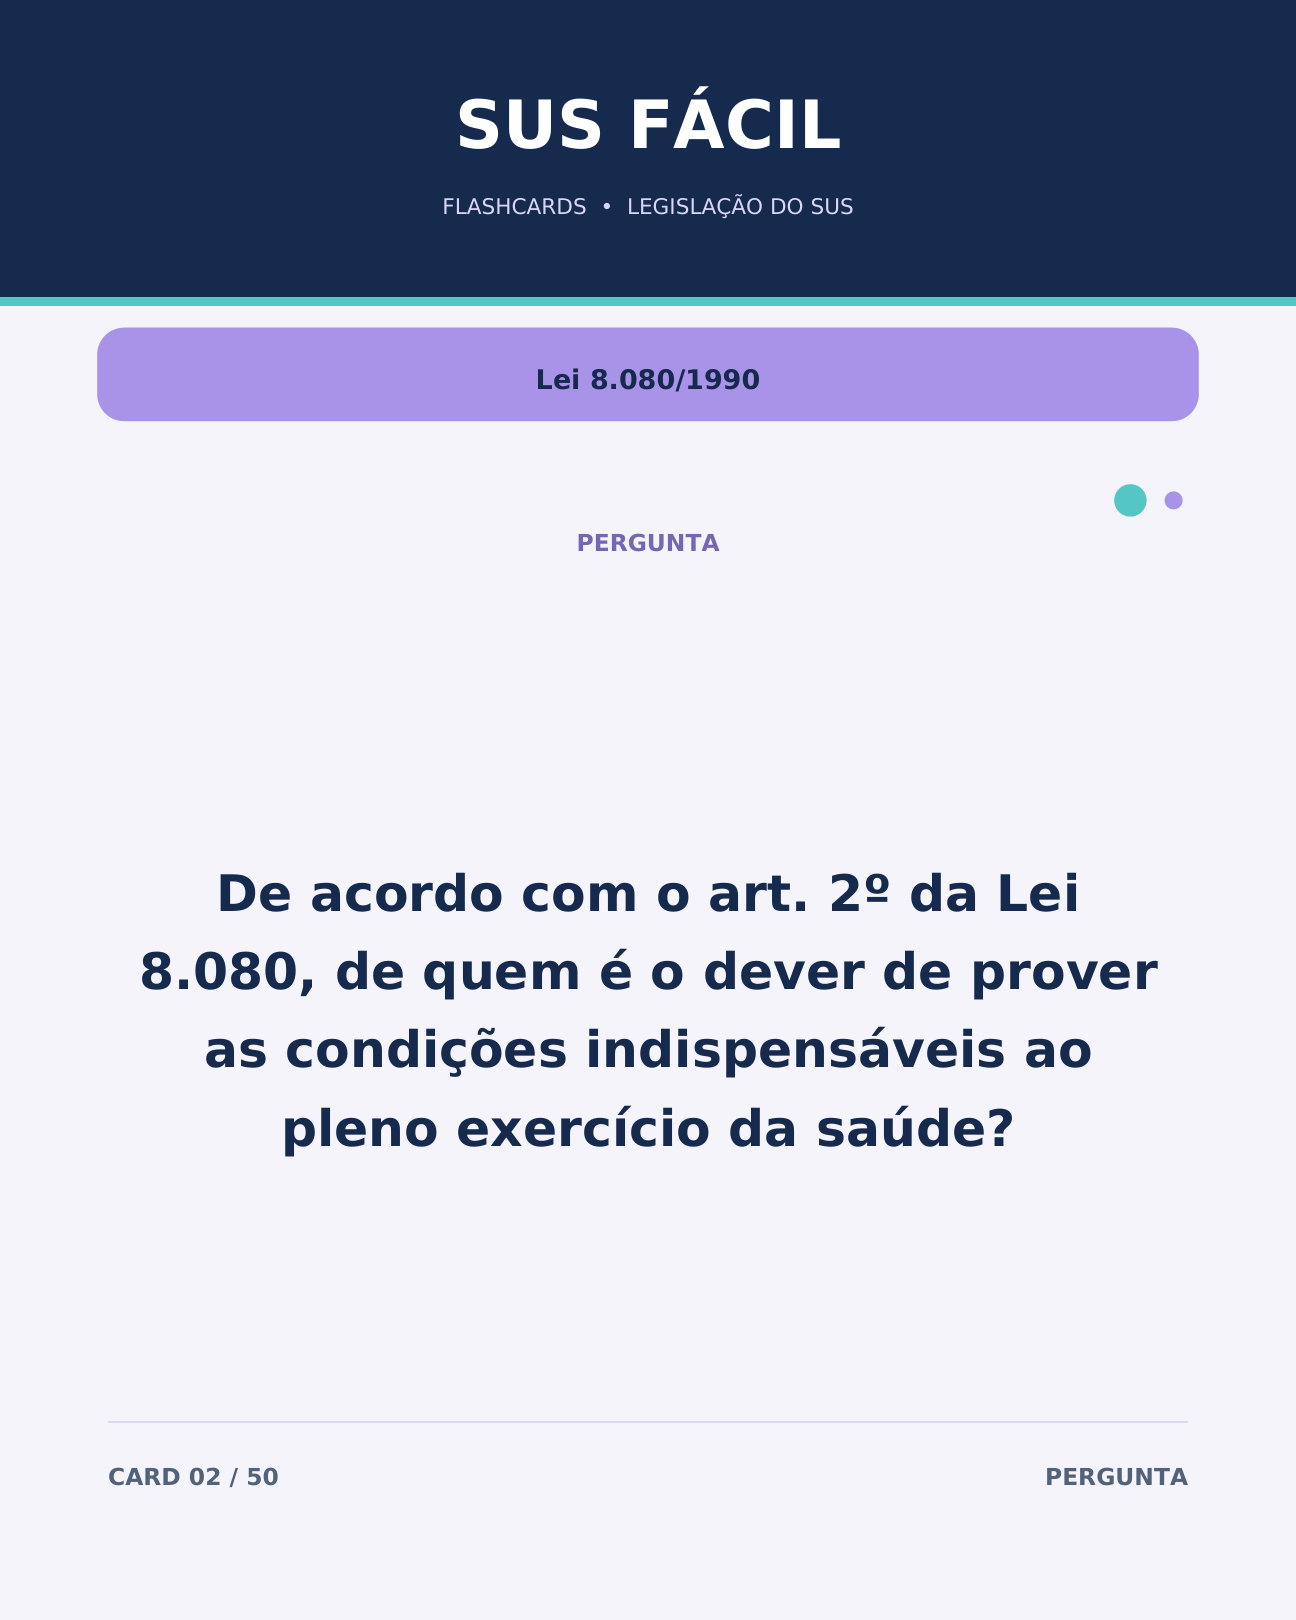 SUS FÁCIL
FLASHCARDS • LEGISLAÇÃO DO SUS
Lei 8.080/1990
PERGUNTA
De acordo com o art. 2º da Lei
8.080, de quem é o dever de prover
as condições indispensáveis ao
pleno exercício da saúde?
CARD 02 / 50
PERGUNTA